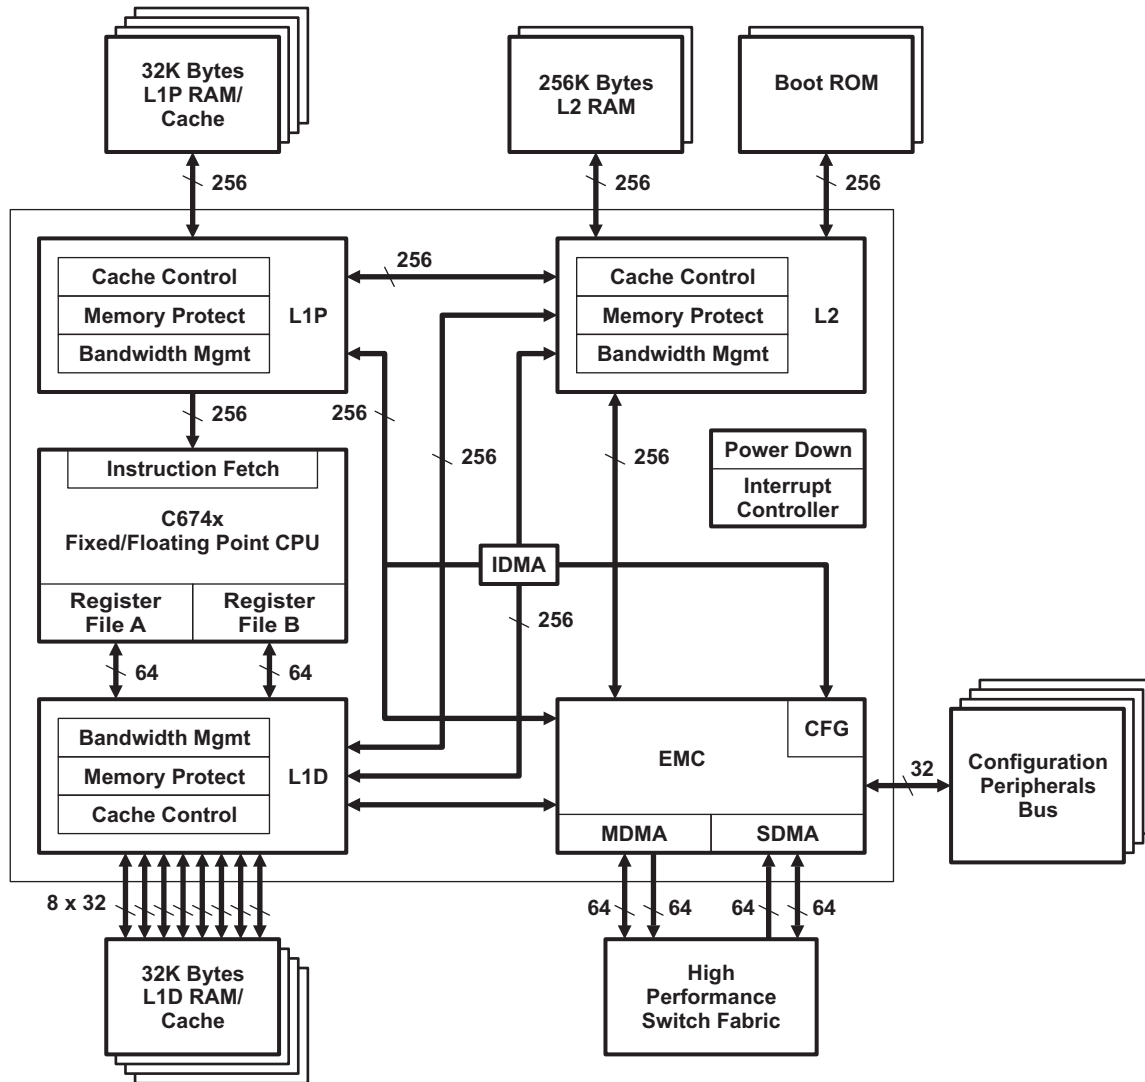 32K Bytes
L1P RAM/
Cache
256K Bytes
L2 RAM
Boot ROM
256
256
256
Cache Control
Memory Protect
Bandwidth Mgmt
L1P
256
Cache Control
Memory Protect
Bandwidth Mgmt
L2
256
256
256
256
Power Down
Interrupt
Controller
Instruction Fetch
C674x
Fixed/Floating Point CPU
Register
File A
Register
File B
IDMA
256
64
64
Bandwidth Mgmt
Memory Protect
Cache Control
L1D
EMC
CFG
MDMA
SDMA
32
Configuration
Peripherals
Bus
8 x 32
64
64
64
64
32K Bytes
L1D RAM/
Cache
High
Performance
Switch Fabric